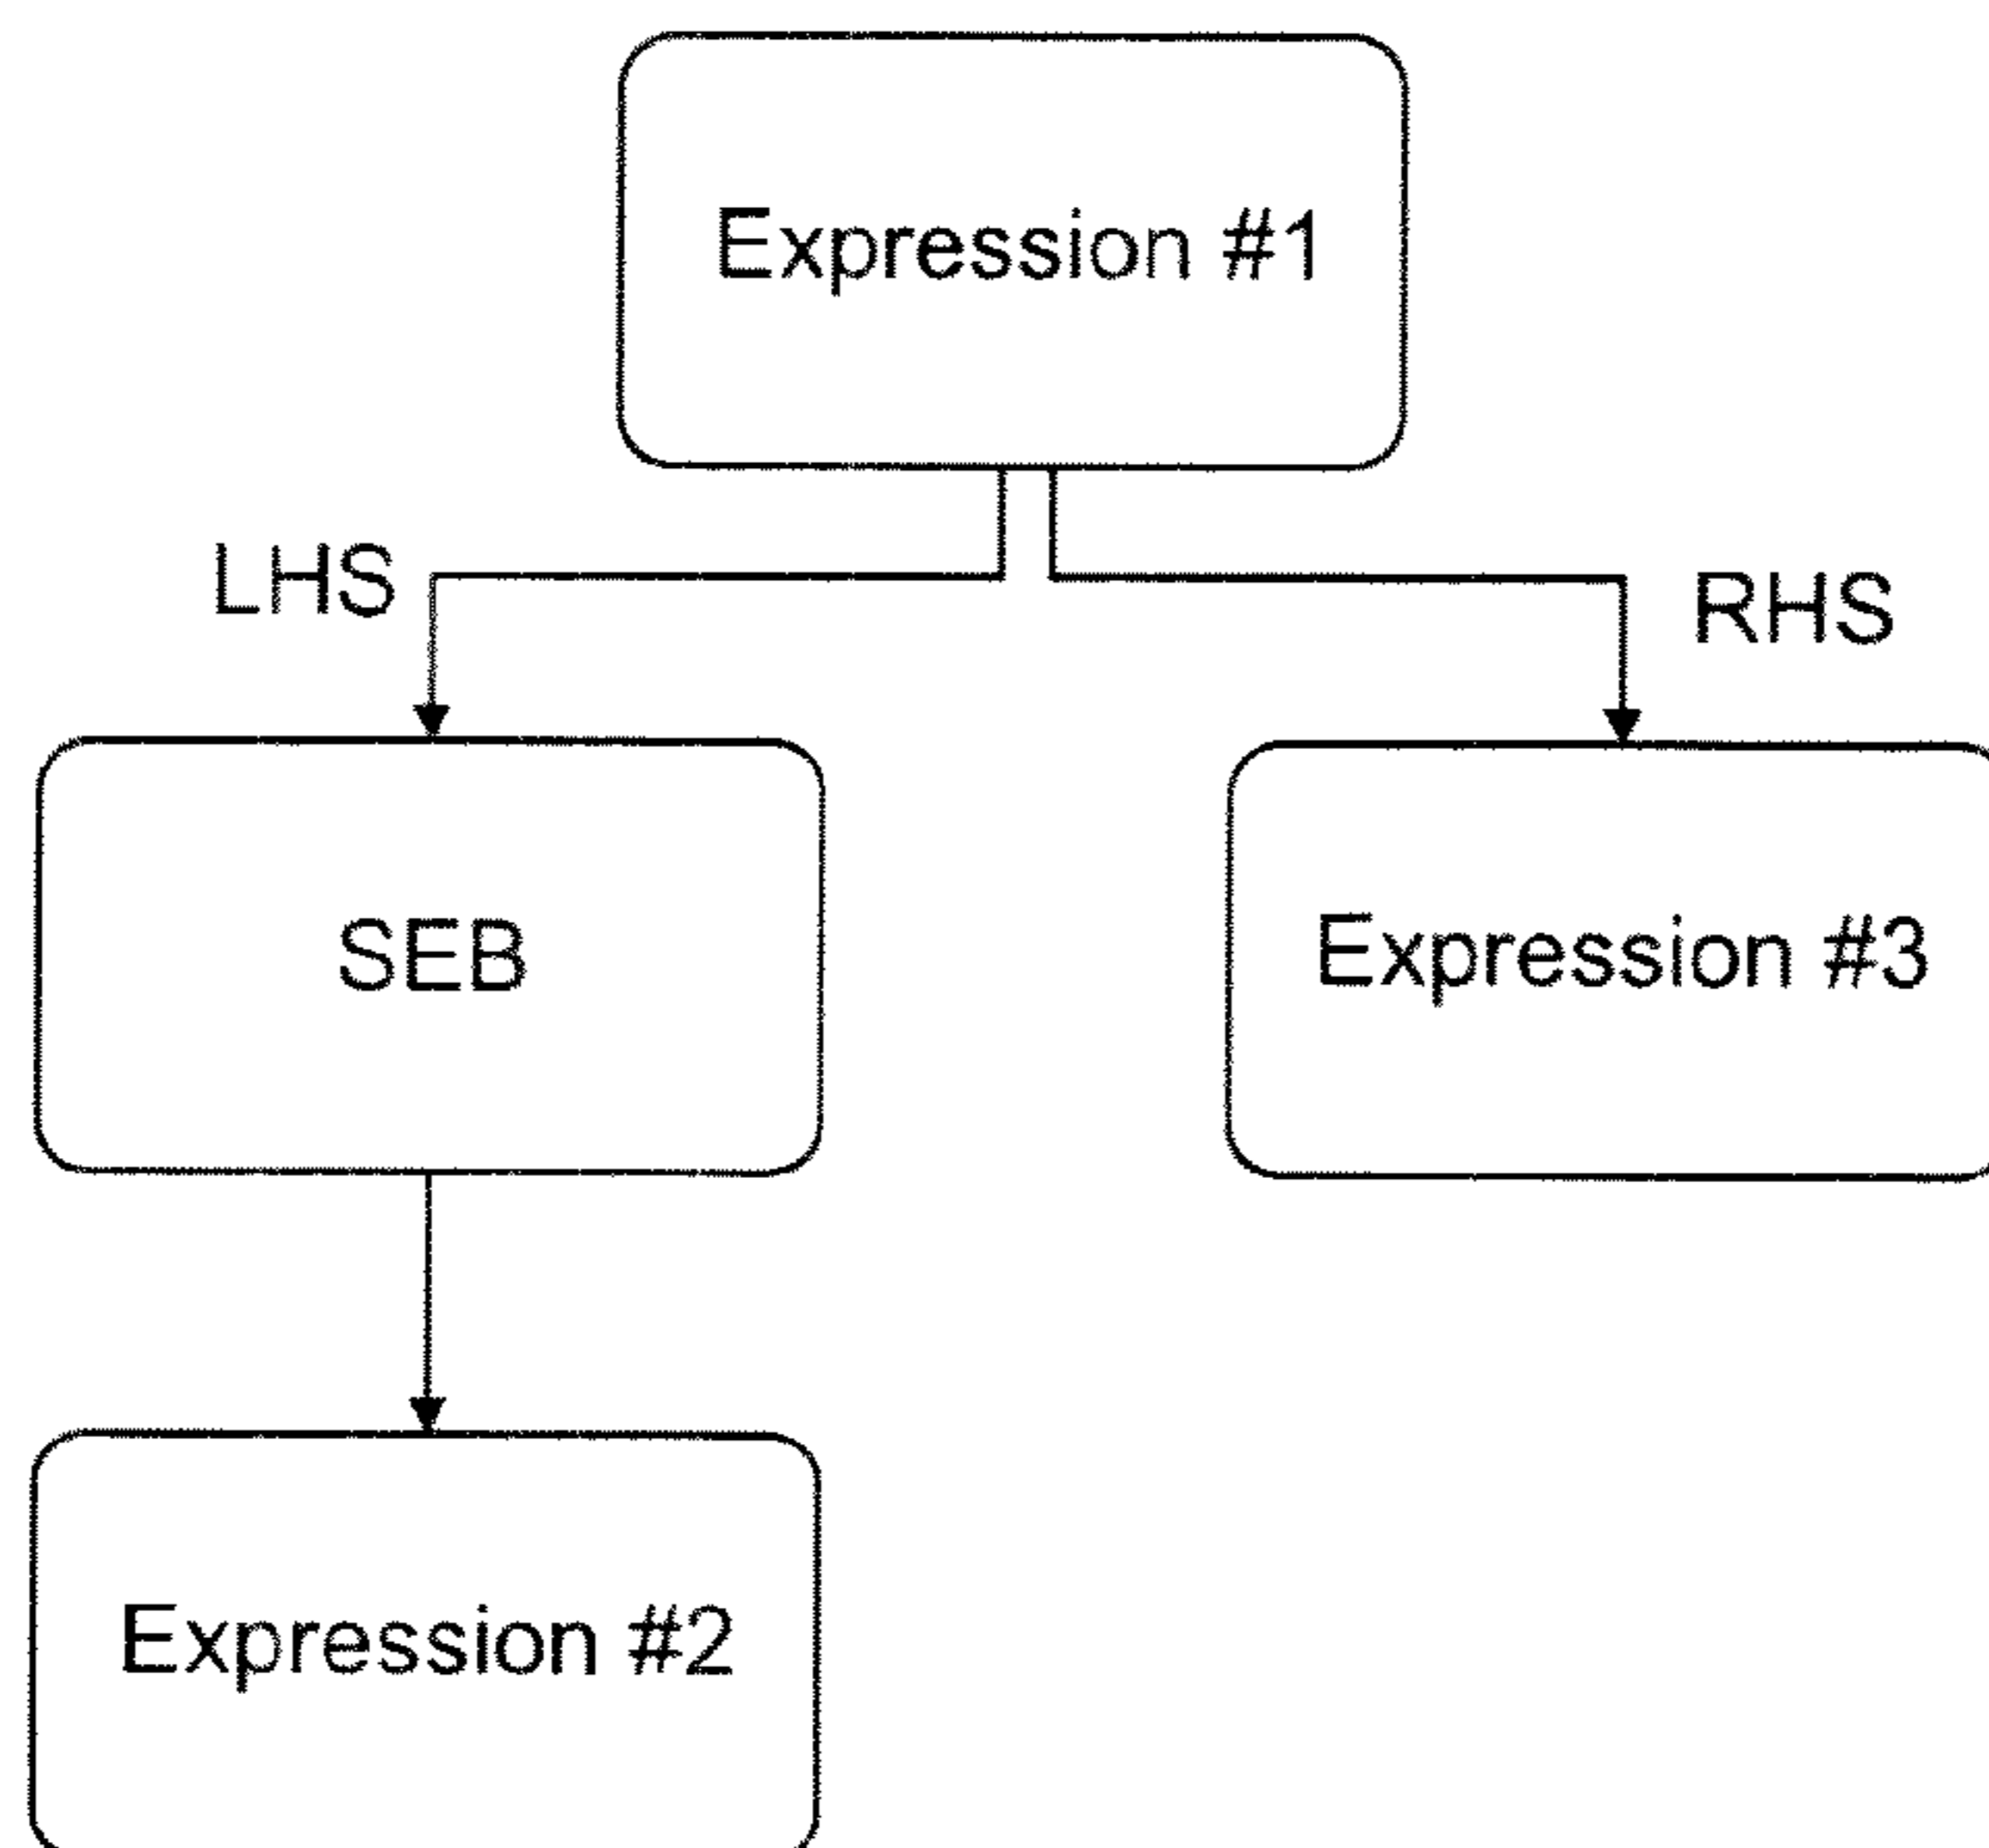 Expression #1
LHS
RHS
SEB
Expression #3
Expression #2